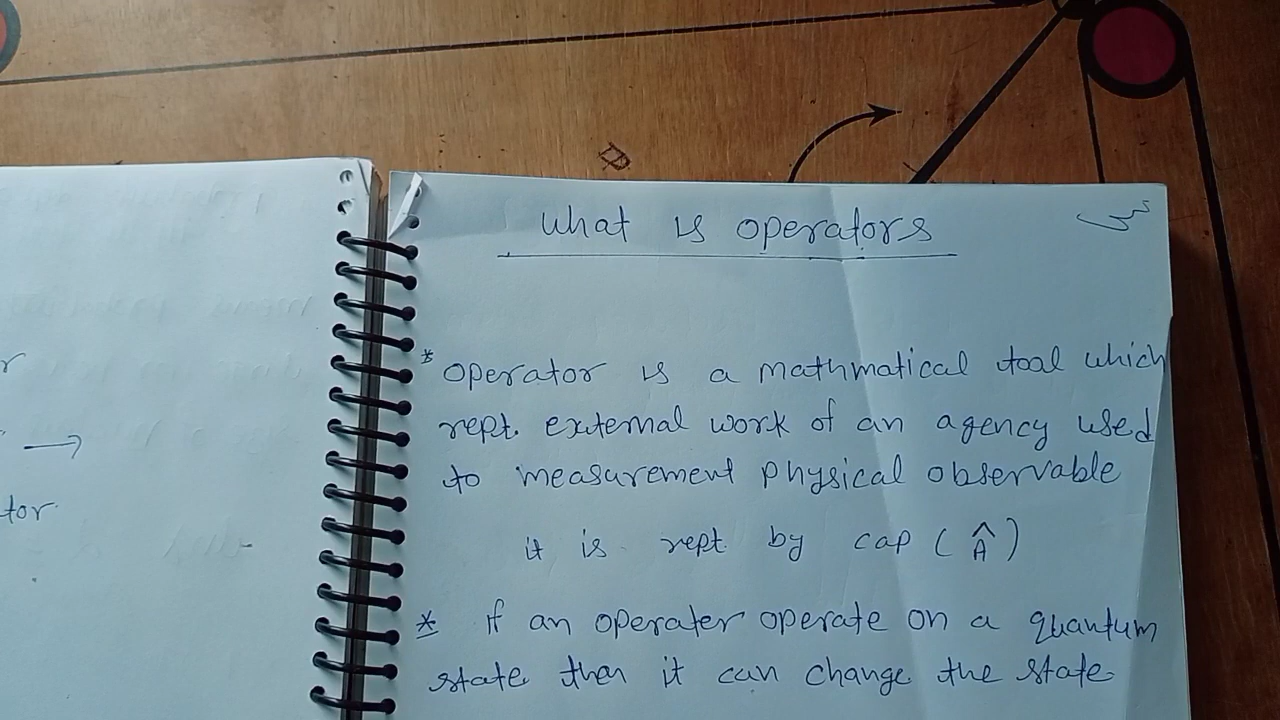 r
tor
What is operators
* operator is a mathmatical tool which
rept. external work of an agency used
to measurement physical observable
it is rept by cap (Â)
* if an operater operate on a quantum
state then it can change the state